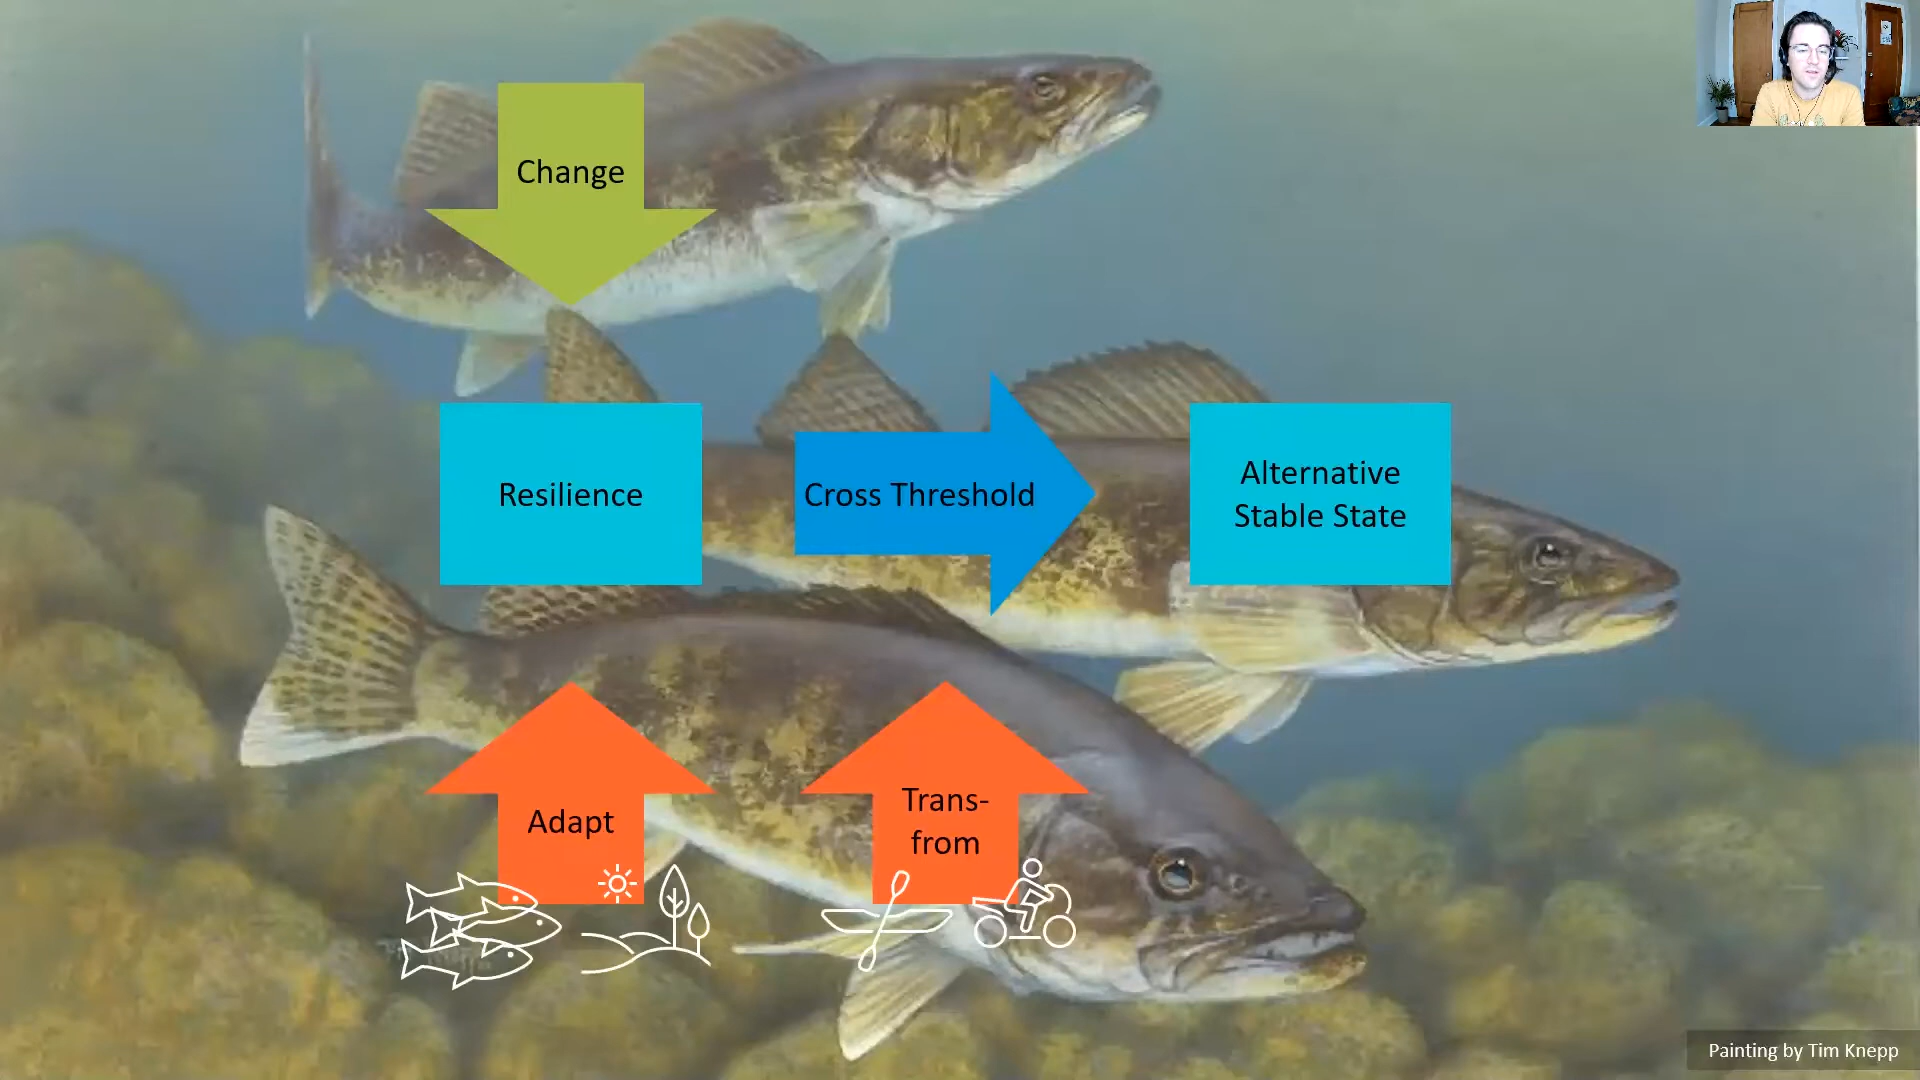 Change
Resilience
Cross Threshold
Alternative
Stable State
Adapt
Trans-
from
Painting by Tim Knepp